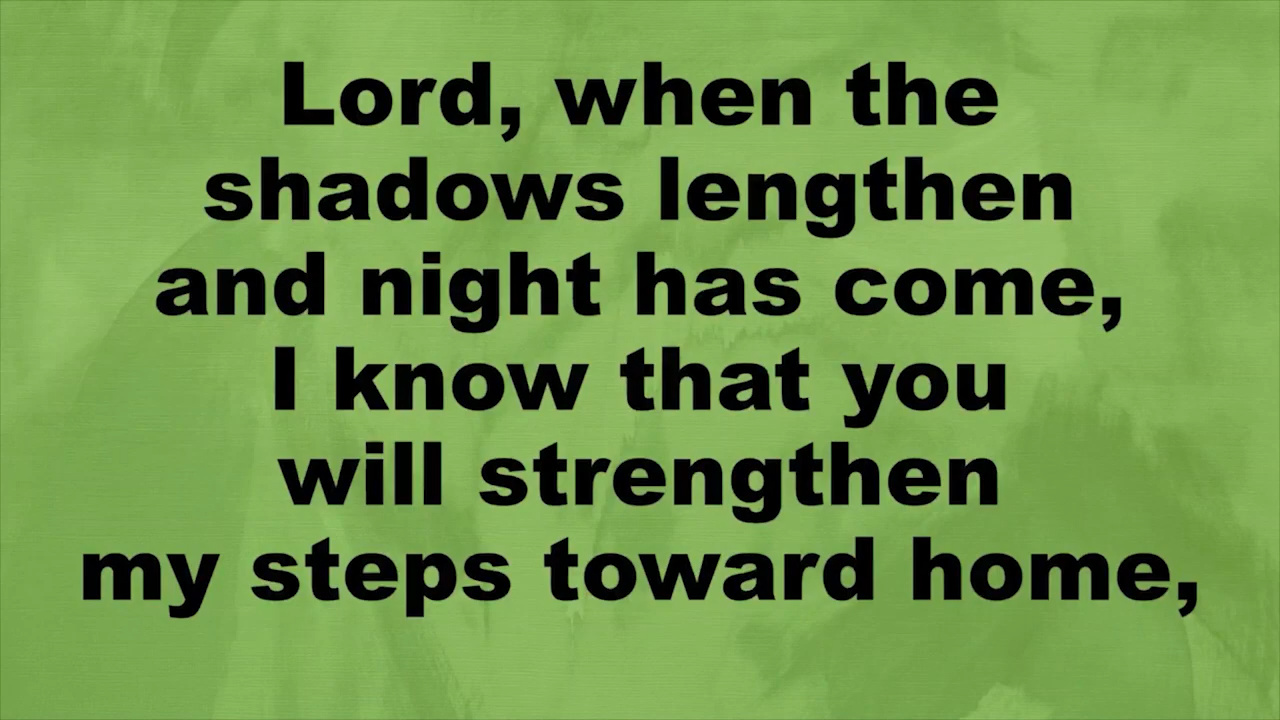 Lord, when the
shadows lengthen
and night has come,
I know that you
will strengthen
my steps toward home,